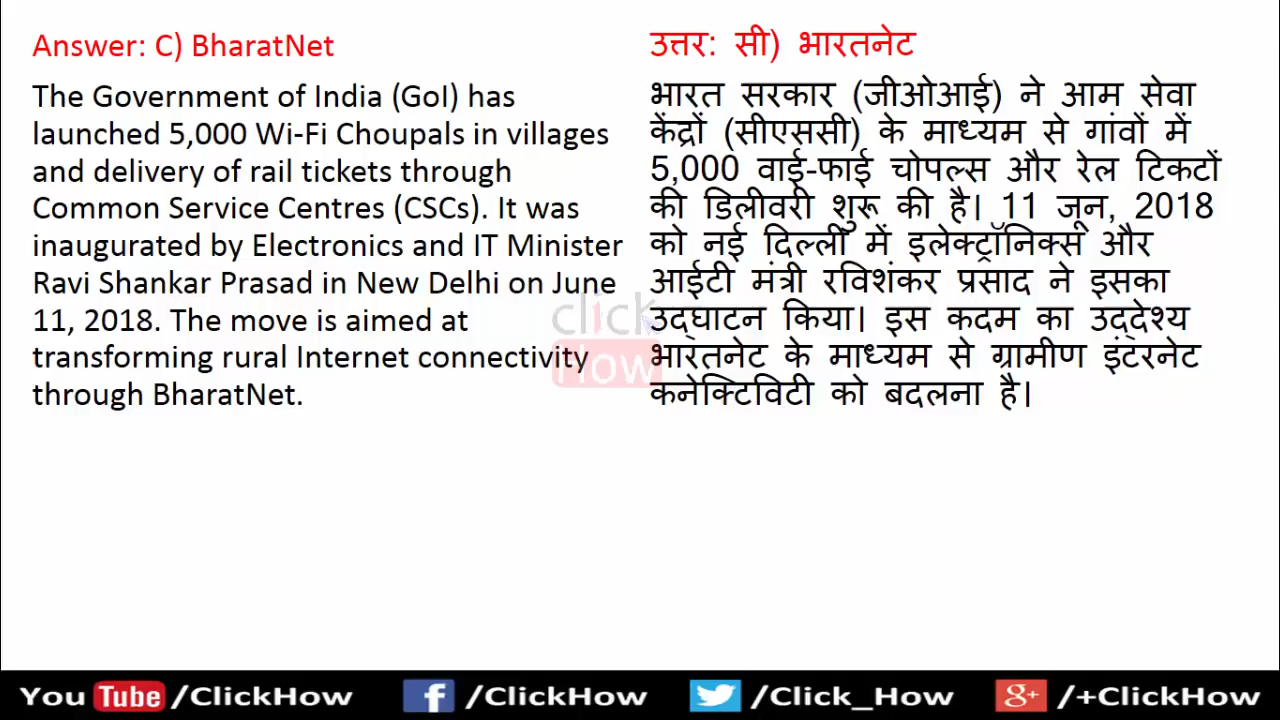 Answer: C) BharatNet
The Government of India (GoI) has
launched 5,000 Wi-Fi Choupals in villages
and delivery of rail tickets through
Common Service Centres (CSCs). It was
inaugurated by Electronics and IT Minister
Ravi Shankar Prasad in New Delhi on June
11, 2018. The move is aimed at
transforming rural Internet connectivity
through BharatNet.
उत्तर: सी) भारतनेट
भारत सरकार (जीओआई) ने आम सेवा
केंद्रों (सीएससी) के माध्यम से गांवों में
5,000 वाई-फाई चोपल्स और रेल टिकटों
की डिलीवरी शुरू की है। 11 जून, 2018
को नई दिल्ली में इलेक्ट्रॉनिक्स और
आईटी मंत्री रविशंकर प्रसाद ने इसका
उद्घाटन किया। इस कदम का उद्देश्य
भारतनेट के माध्यम से ग्रामीण इंटरनेट
कनेक्टिविटी को बदलना है।
click
How
You Tube /ClickHow f /ClickHow /Click_How g+ /+ClickHow